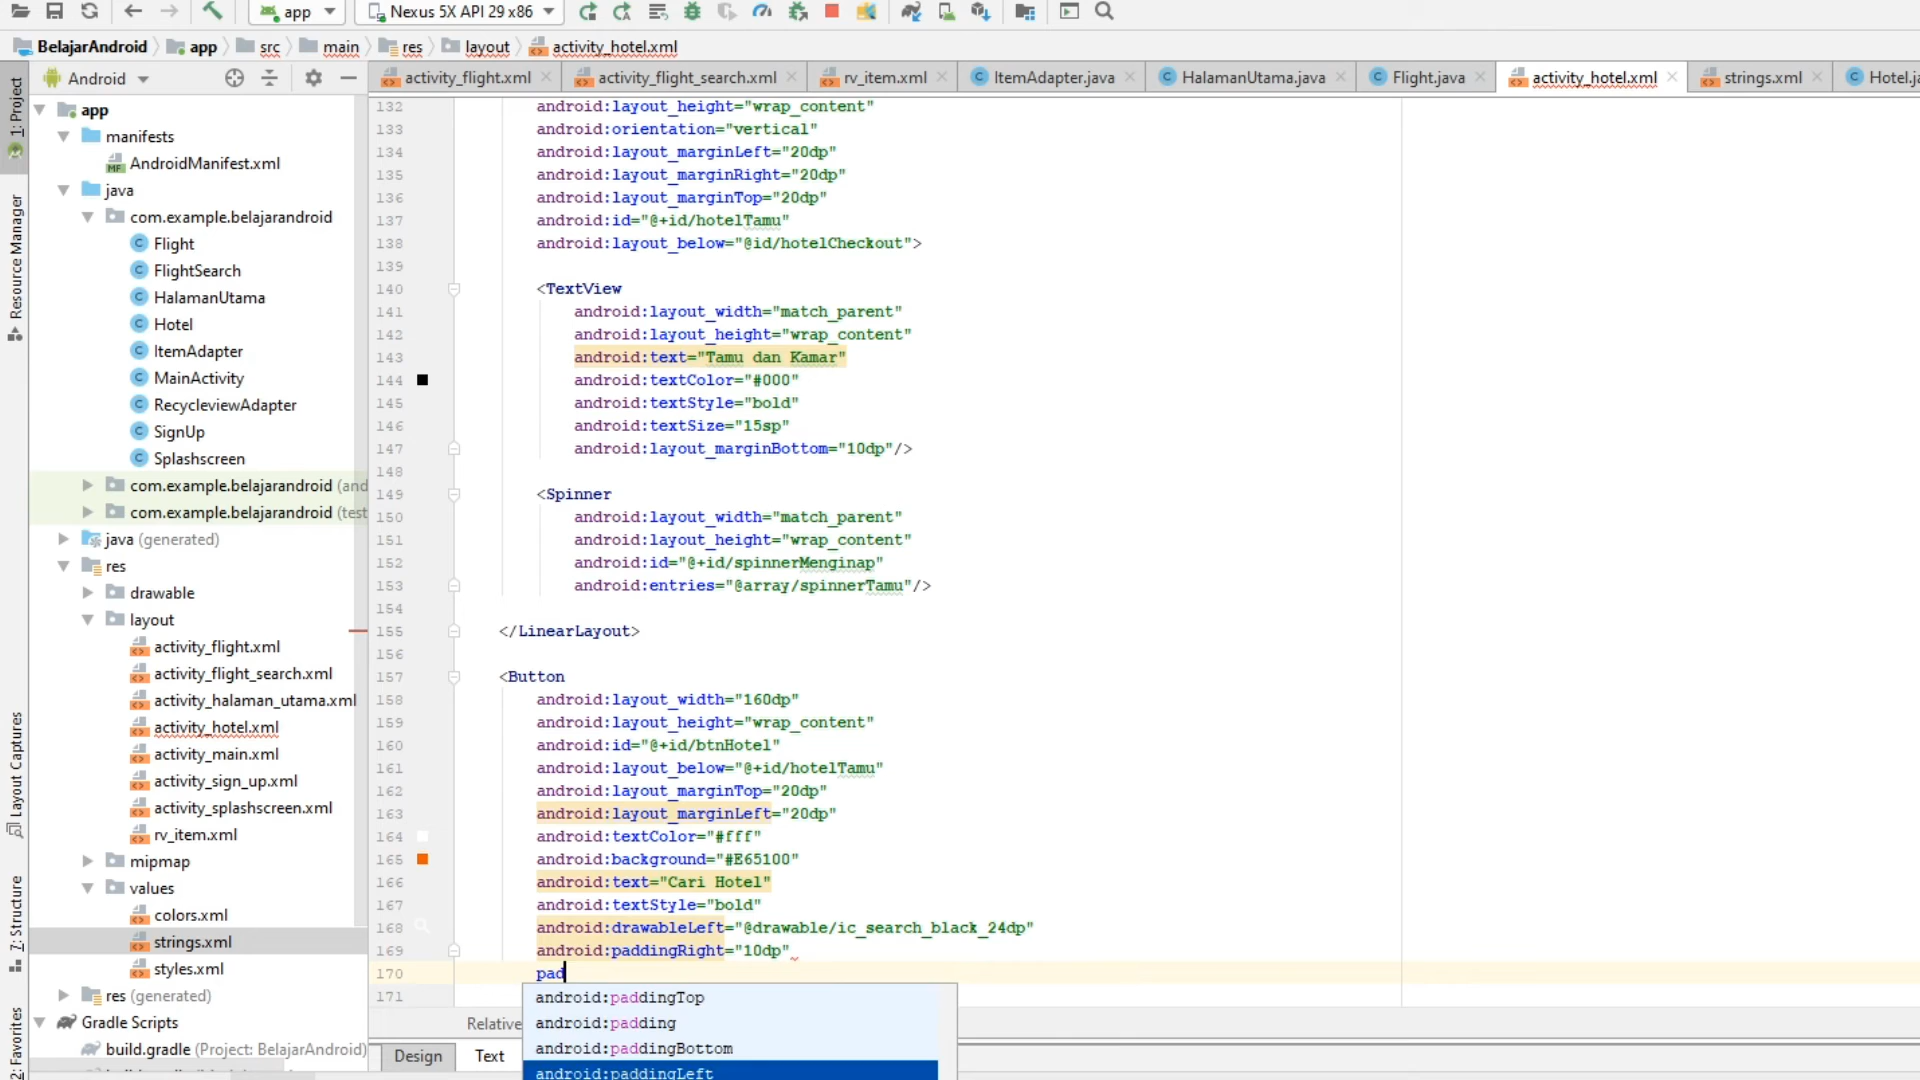 app
Nexus 5X API 29 x86
BelajarAndroid
app
src
main
res
layout
activity_hotel.xml
Android
activity_flight.xml
activity_flight_search.xml
rv_item.xml
ItemAdapter.java
HalamanUtama.java
Flight.java
activity_hotel.xml
strings.xml
Hotel.ja
1: Project
Resource Manager
Layout Captures
7: Structure
2: Favorites
app
manifests
AndroidManifest.xml
java
com.example.belajarandroid
Flight
FlightSearch
HalamanUtama
Hotel
ItemAdapter
MainActivity
RecycleviewAdapter
SignUp
Splashscreen
com.example.belajarandroid (and
com.example.belajarandroid (test
java (generated)
res
drawable
layout
activity_flight.xml
activity_flight_search.xml
activity_halaman_utama.xml
activity_hotel.xml
activity_main.xml
activity_sign_up.xml
activity_splashscreen.xml
rv_item.xml
mipmap
values
colors.xml
strings.xml
styles.xml
res (generated)
Gradle Scripts
build.gradle (Project: BelajarAndroid)
132 android:layout_height="wrap_content"
133 android:orientation="vertical"
134 android:layout_marginLeft="20dp"
135 android:layout_marginRight="20dp"
136 android:layout_marginTop="20dp"
137 android:id="@+id/hotelTamu"
138 android:layout_below="@id/hotelCheckout">
139
140 <TextView
141 android:layout_width="match_parent"
142 android:layout_height="wrap_content"
143 android:text="Tamu dan Kamar"
144 android:textColor="#000"
145 android:textStyle="bold"
146 android:textSize="15sp"
147 android:layout_marginBottom="10dp"/>
148
149 <Spinner
150 android:layout_width="match_parent"
151 android:layout_height="wrap_content"
152 android:id="@+id/spinnerMenginap"
153 android:entries="@array/spinnerTamu"/>
154
155 </LinearLayout>
156
157 <Button
158 android:layout_width="160dp"
159 android:layout_height="wrap_content"
160 android:id="@+id/btnHotel"
161 android:layout_below="@+id/hotelTamu"
162 android:layout_marginTop="20dp"
163 android:layout_marginLeft="20dp"
164 android:textColor="#fff"
165 android:background="#E65100"
166 android:text="Cari Hotel"
167 android:textStyle="bold"
168 android:drawableLeft="@drawable/ic_search_black_24dp"
169 android:paddingRight="10dp"
170 pad
171
android:paddingTop
android:padding
android:paddingBottom
android:paddingLeft
Relative
Design
Text